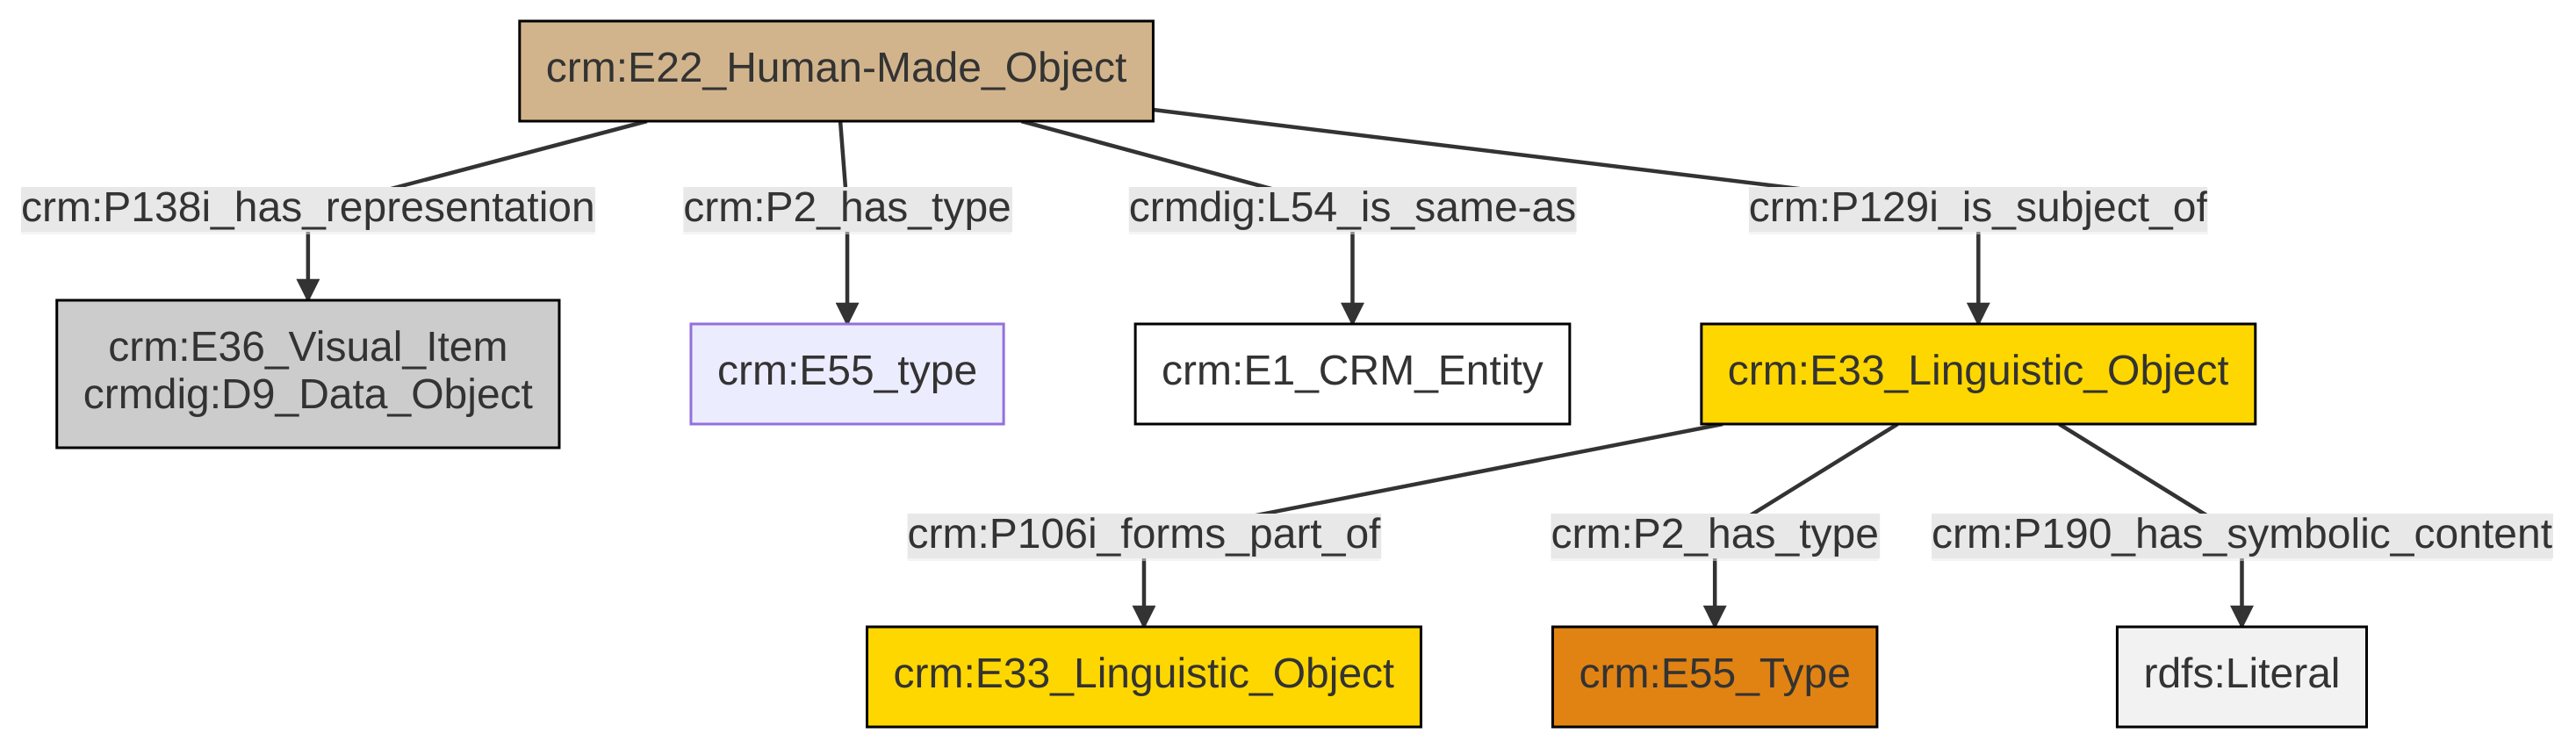 crm:E22_Human-Made_Object
crm:P138i_has_representation
crm:P2_has_type
crmdig:L54_is_same-as
crm:P129i_is_subject_of
crm:E36_Visual_Item
crmdig:D9_Data_Object
crm:E55_type
crm:E1_CRM_Entity
crm:E33_Linguistic_Object
crm:P106i_forms_part_of
crm:P2_has_type
crm:P190_has_symbolic_content
crm:E33_Linguistic_Object
crm:E55_Type
rdfs:Literal